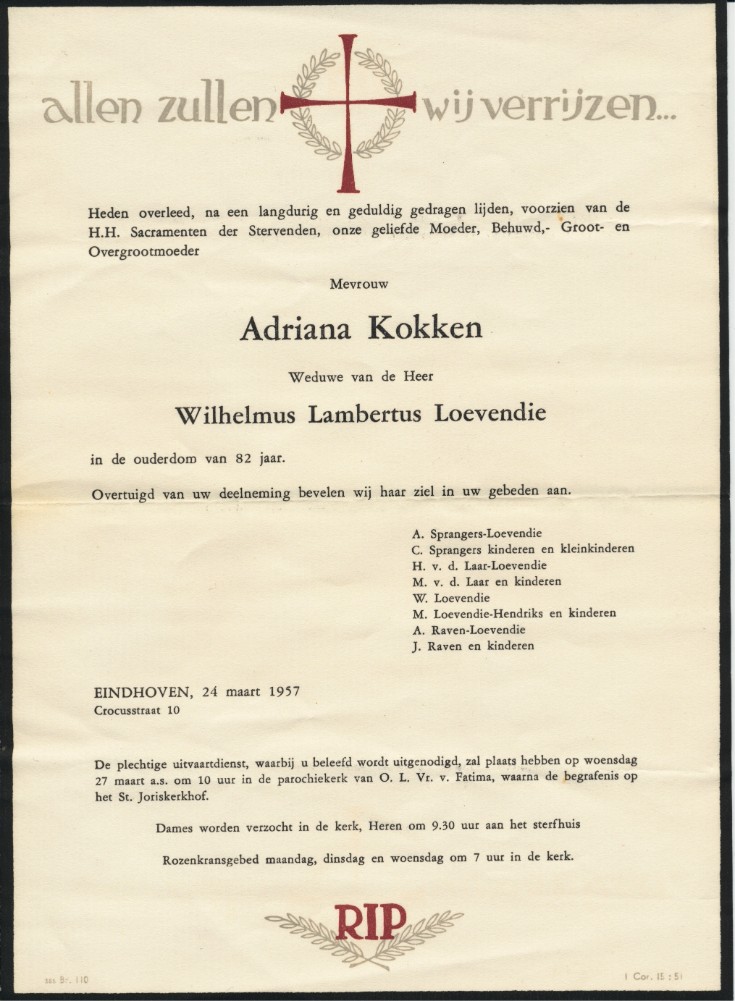 allen zullen wij verrijzen...
Heden overleed, na een langdurig en geduldig gedragen lijden, voorzien van de
H.H. Sacramenten der Stervenden, onze geliefde Moeder, Behuwd,- Groot- en
Overgrootmoeder
Mevrouw
Adriana Kokken
Weduwe van de Heer
Wilhelmus Lambertus Loevendie
in de ouderdom van 82 jaar.
Overtuigd van uw deelneming bevelen wij haar ziel in uw gebeden aan.
A. Sprangers-Loevendie
C. Sprangers kinderen en kleinkinderen
H. v. d. Laar-Loevendie
M. v. d. Laar en kinderen
W. Loevendie
M. Loevendie-Hendriks en kinderen
A. Raven-Loevendie
J. Raven en kinderen
EINDHOVEN, 24 maart 1957
Crocusstraat 10
De plechtige uitvaartdienst, waarbij u beleefd wordt uitgenodigd, zal plaats hebben op woensdag
27 maart a.s. om 10 uur in de parochiekerk van O. L. Vr. v. Fatima, waarna de begrafenis op
het St. Joriskerkhof.
Dames worden verzocht in de kerk, Heren om 9.30 uur aan het sterfhuis
Rozenkransgebed maandag, dinsdag en woensdag om 7 uur in de kerk.
RIP
Br. 110
1 Cor. 15 : 51